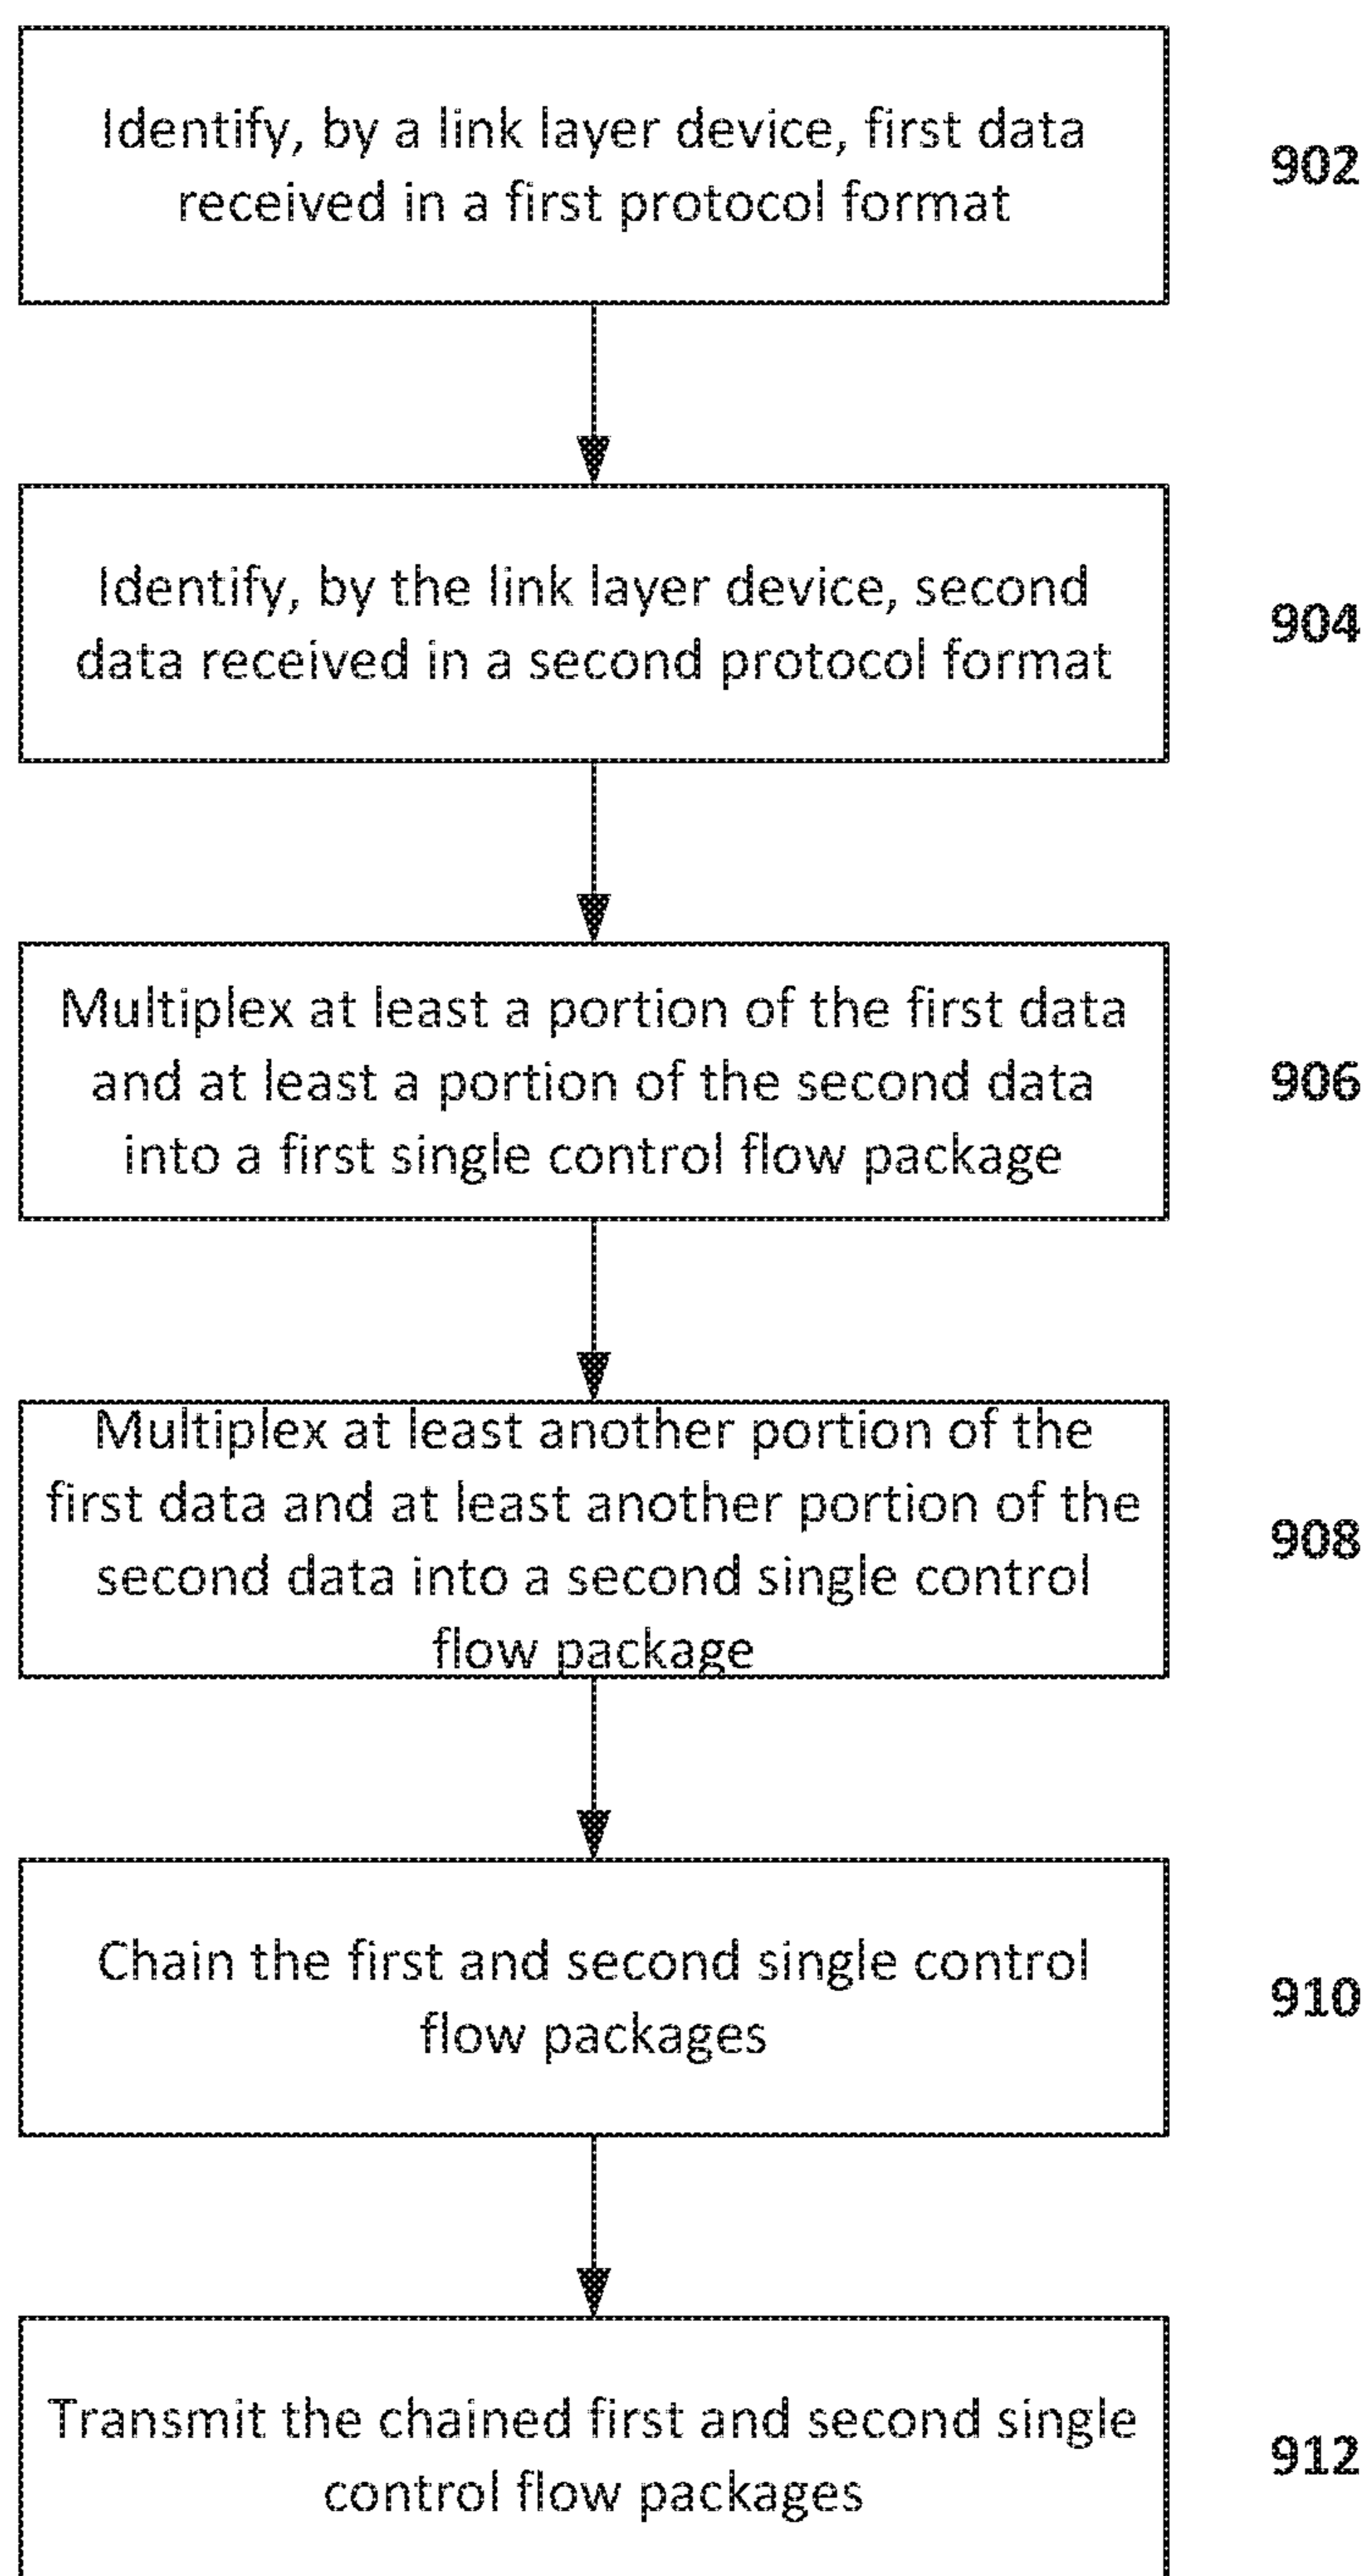 Identify, by a link layer device, first data
received in a first protocol format
902
Identify, by the link layer device, second
data received in a second protocol format
904
Multiplex at least a portion of the first data
and at least a portion of the second data
into a first single control flow package
906
Multiplex at least another portion of the
first data and at least another portion of the
second data into a second single control
flow package
908
Chain the first and second single control
flow packages
910
Transmit the chained first and second single
control flow packages
912